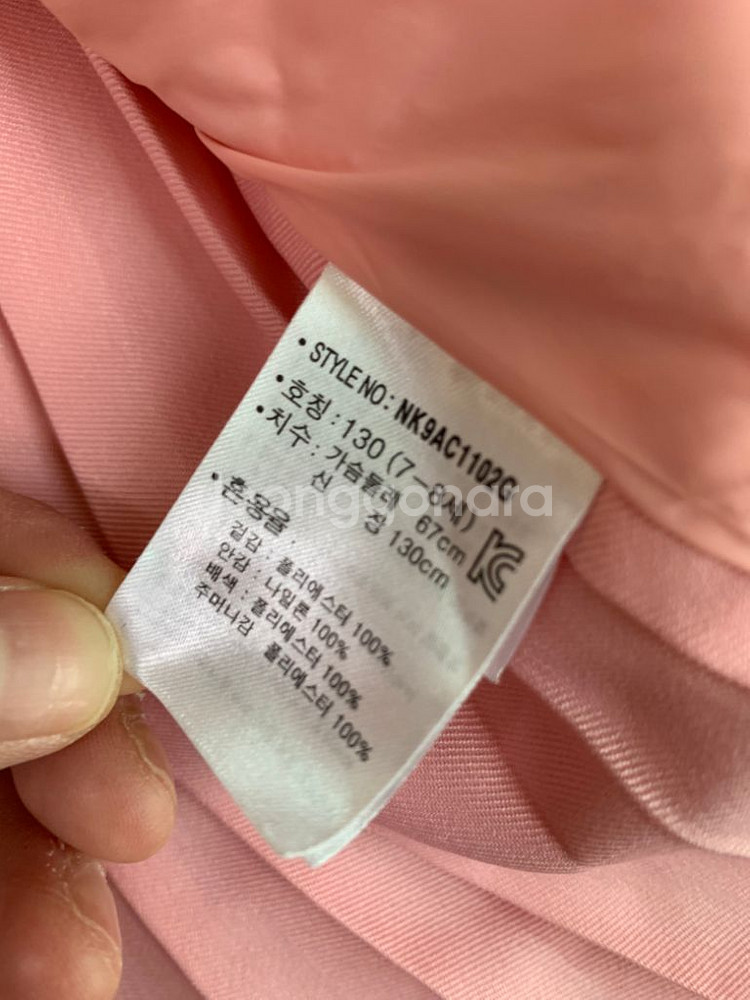 • STYLE NO: NK9AC1102G
• 호칭 : 130 (7-8세)
• 치수 : 가슴둘레 67cm
신 장 130cm
• 혼용율
겉감 : 폴리에스터 100%
안감 : 나일론 100%
배색 : 폴리에스터 100%
주머니감
폴리에스터 100%
joonggonara